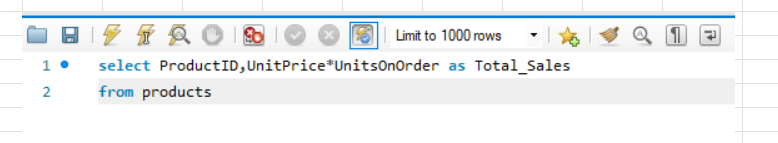 Limit to 1000 rows
1 select ProductID,UnitPrice*UnitsOnOrder as Total_Sales
2 from products